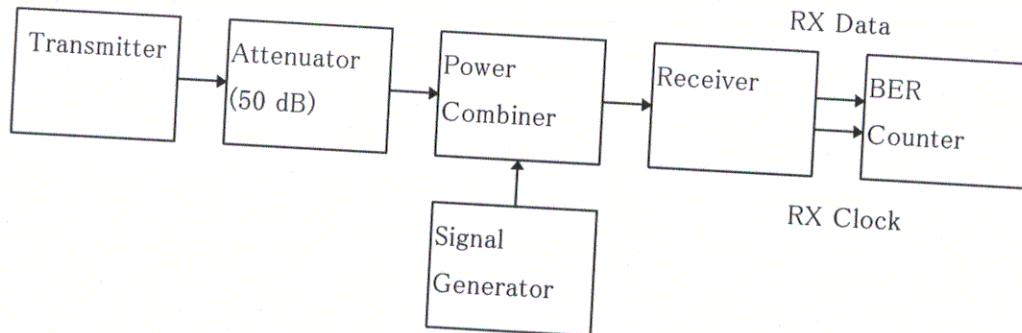 RX Data
Transmitter
Attenuator
(50 dB)
Power
Combiner
Receiver
BER
Counter
RX Clock
Signal
Generator